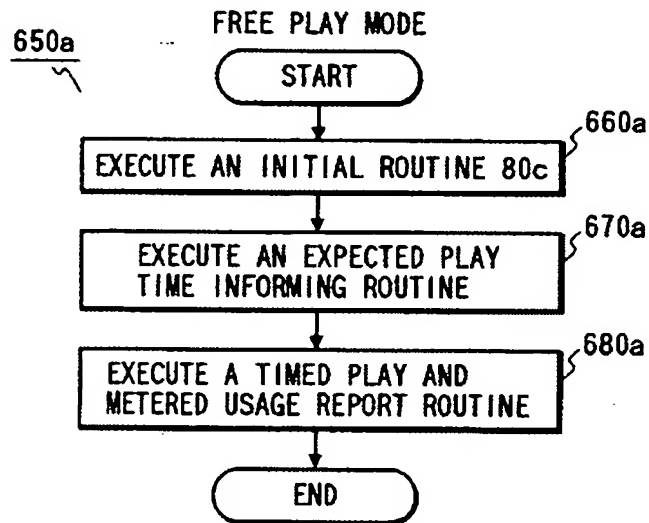 FREE PLAY MODE
650a
START
660a
EXECUTE AN INITIAL ROUTINE 80c
670a
EXECUTE AN EXPECTED PLAY
TIME INFORMING ROUTINE
680a
EXECUTE A TIMED PLAY AND
METERED USAGE REPORT ROUTINE
END